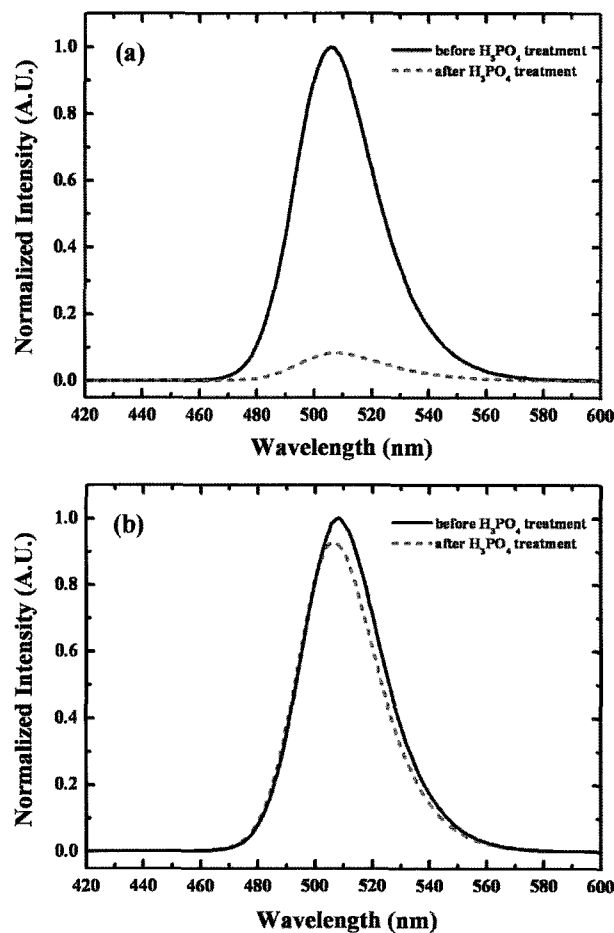 (a)
before H₃PO₄ treatment
after H₃PO₄ treatment
Normalized Intensity (A.U.)
1.0
0.8
0.6
0.4
0.2
0.0
420 440 460 480 500 520 540 560 580 600
Wavelength (nm)
(b)
before H₃PO₄ treatment
after H₃PO₄ treatment
Normalized Intensity (A.U.)
1.0
0.8
0.6
0.4
0.2
0.0
420 440 460 480 500 520 540 560 580 600
Wavelength (nm)